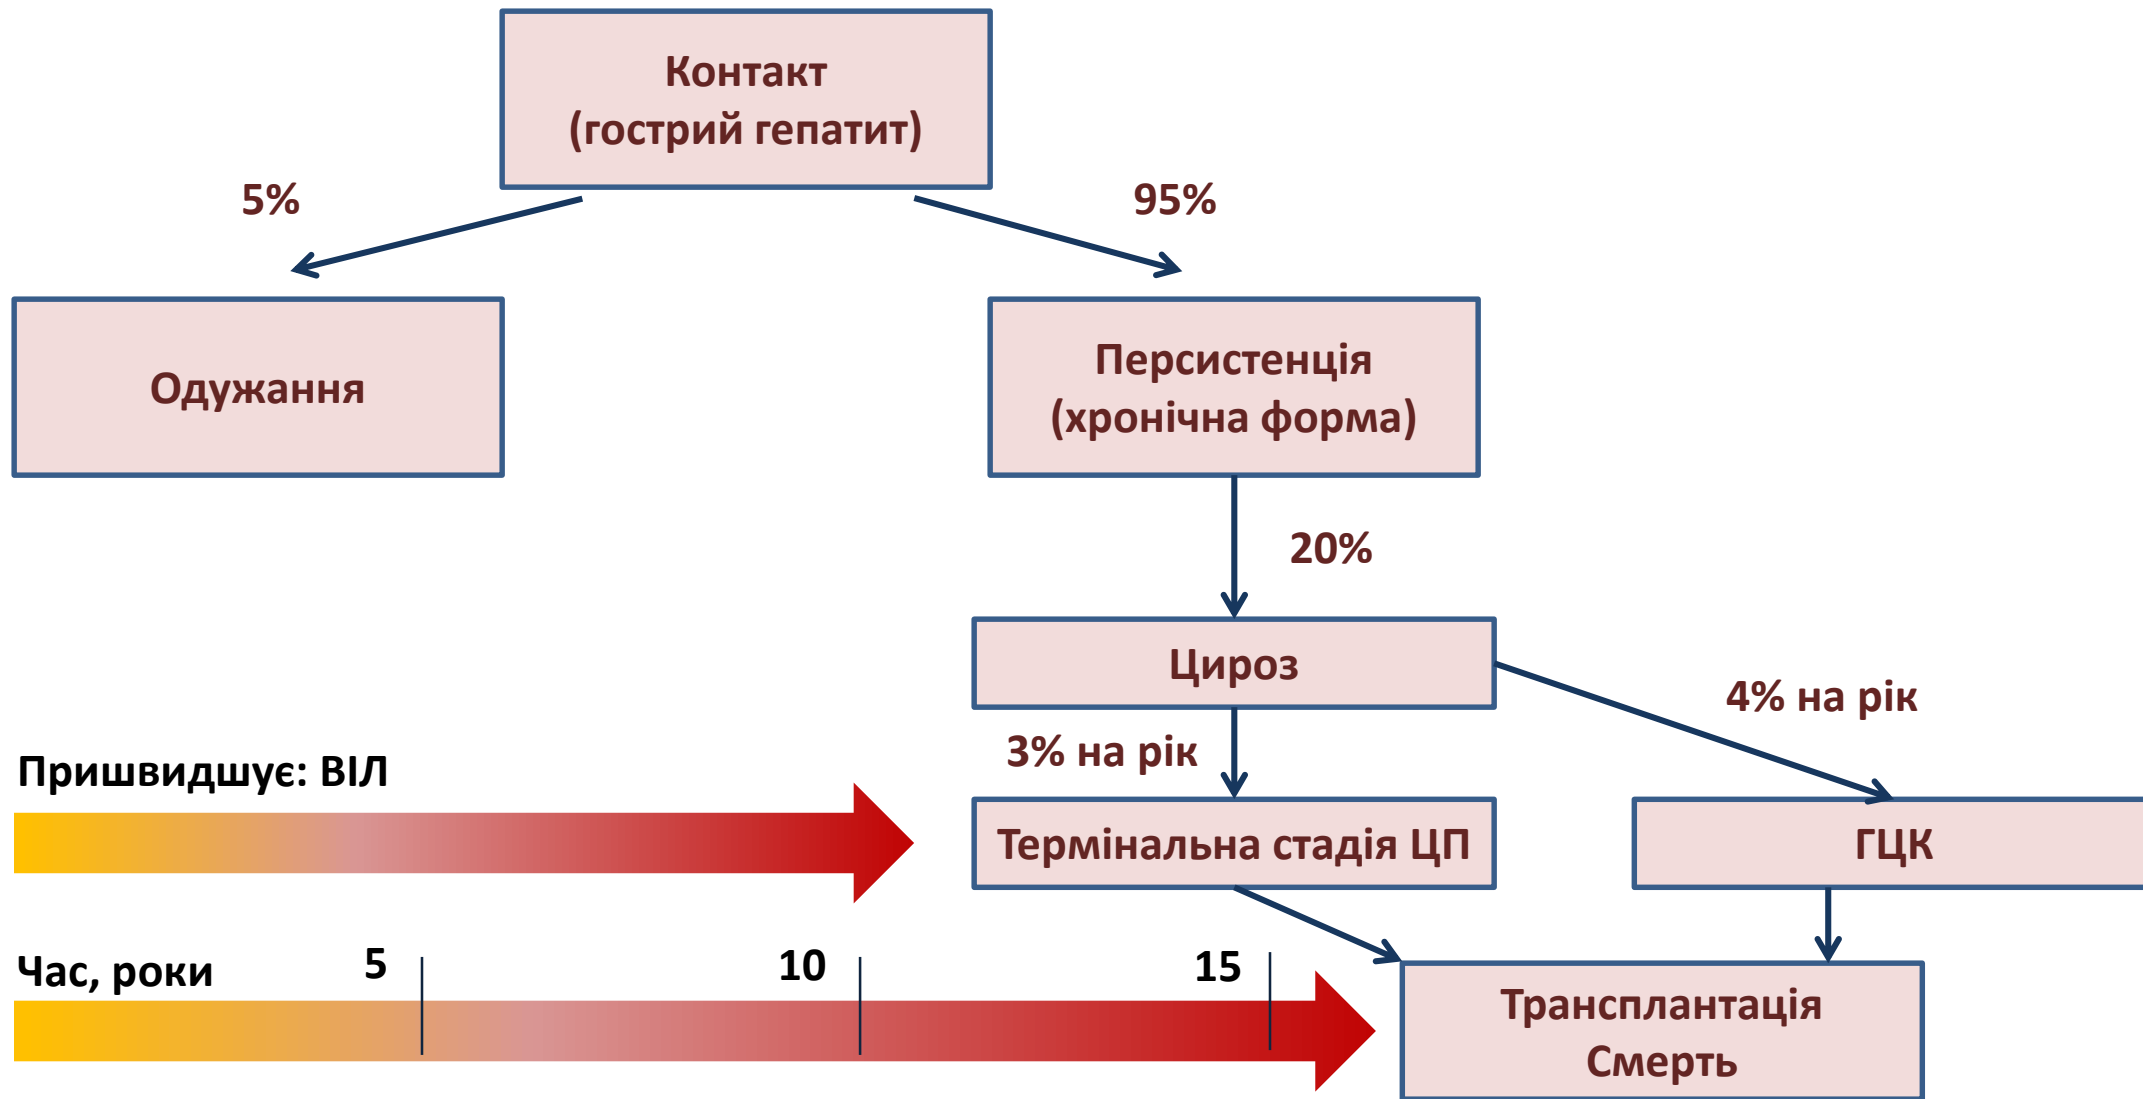 Контакт
(гострий гепатит)
5%
95%
Одужання
Персистенція
(хронічна форма)
20%
Цироз
4% на рік
3% на рік
Пришвидшує: ВІЛ
Термінальна стадія ЦП
ГЦК
Час, роки
5
10
15
Трансплантація
Смерть